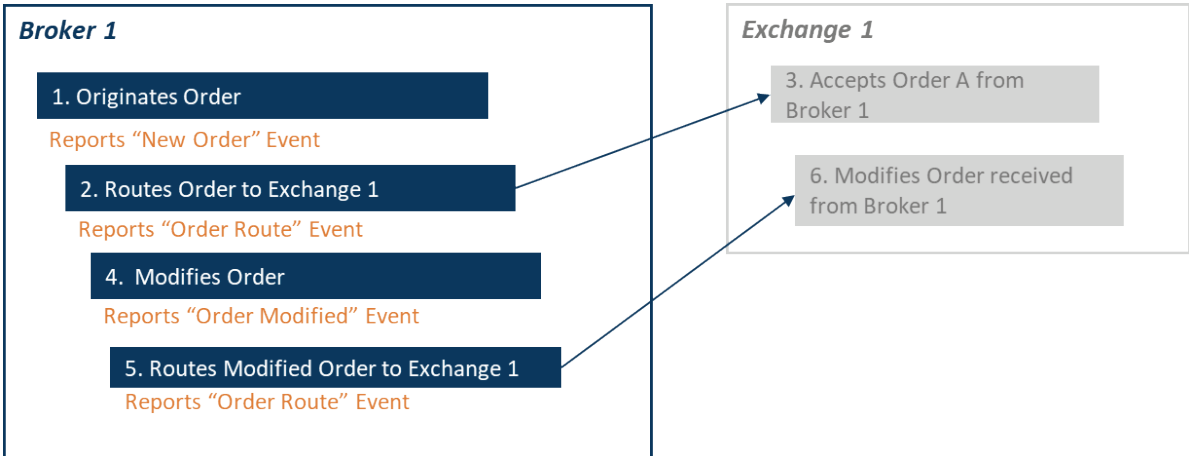 Broker 1
1. Originates Order
Reports “New Order” Event
2. Routes Order to Exchange 1
Reports “Order Route” Event
4. Modifies Order
Reports “Order Modified” Event
5. Routes Modified Order to Exchange 1
Reports “Order Route” Event
Exchange 1
3. Accepts Order A from
Broker 1
6. Modifies Order received
from Broker 1